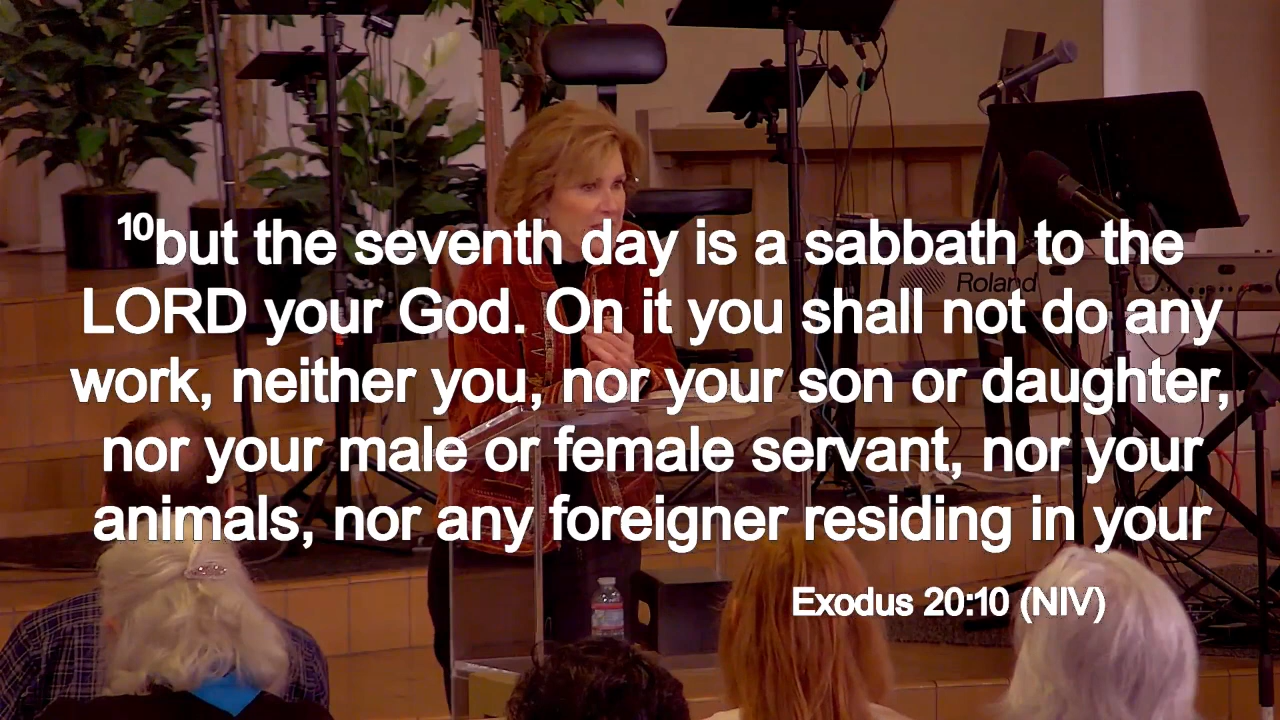 Roland
¹⁰but the seventh day is a sabbath to the
LORD your God. On it you shall not do any
work, neither you, nor your son or daughter,
nor your male or female servant, nor your
animals, nor any foreigner residing in your
Exodus 20:10 (NIV)